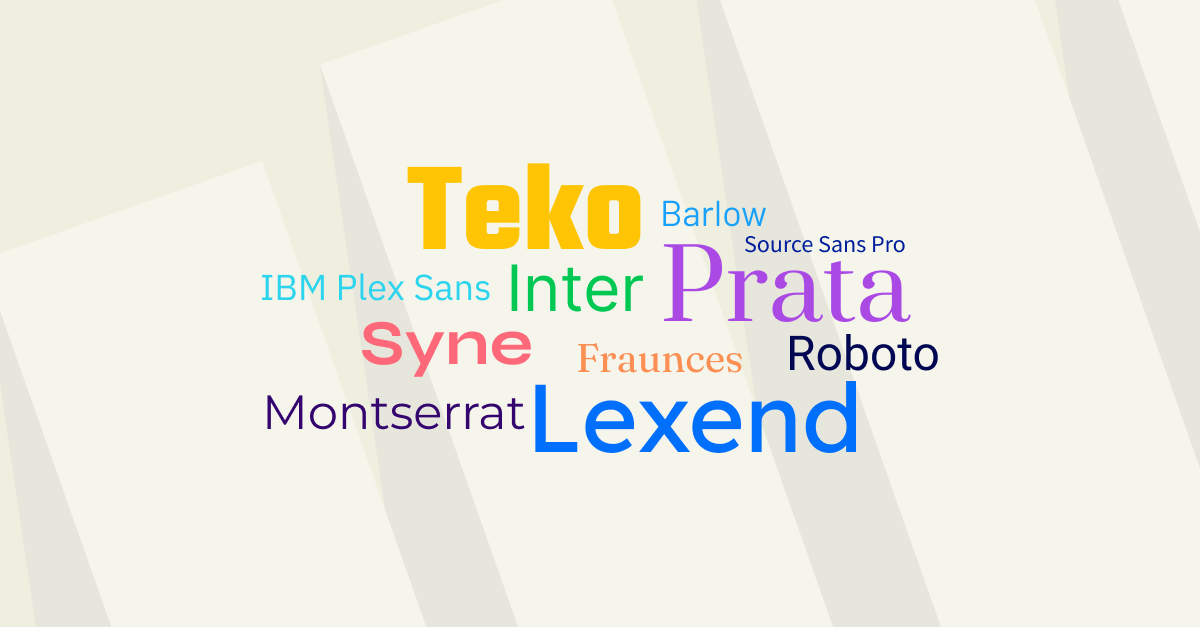 Teko
Barlow
Source Sans Pro
IBM Plex Sans
Inter
Prata
Syne
Fraunces
Roboto
Montserrat
Lexend